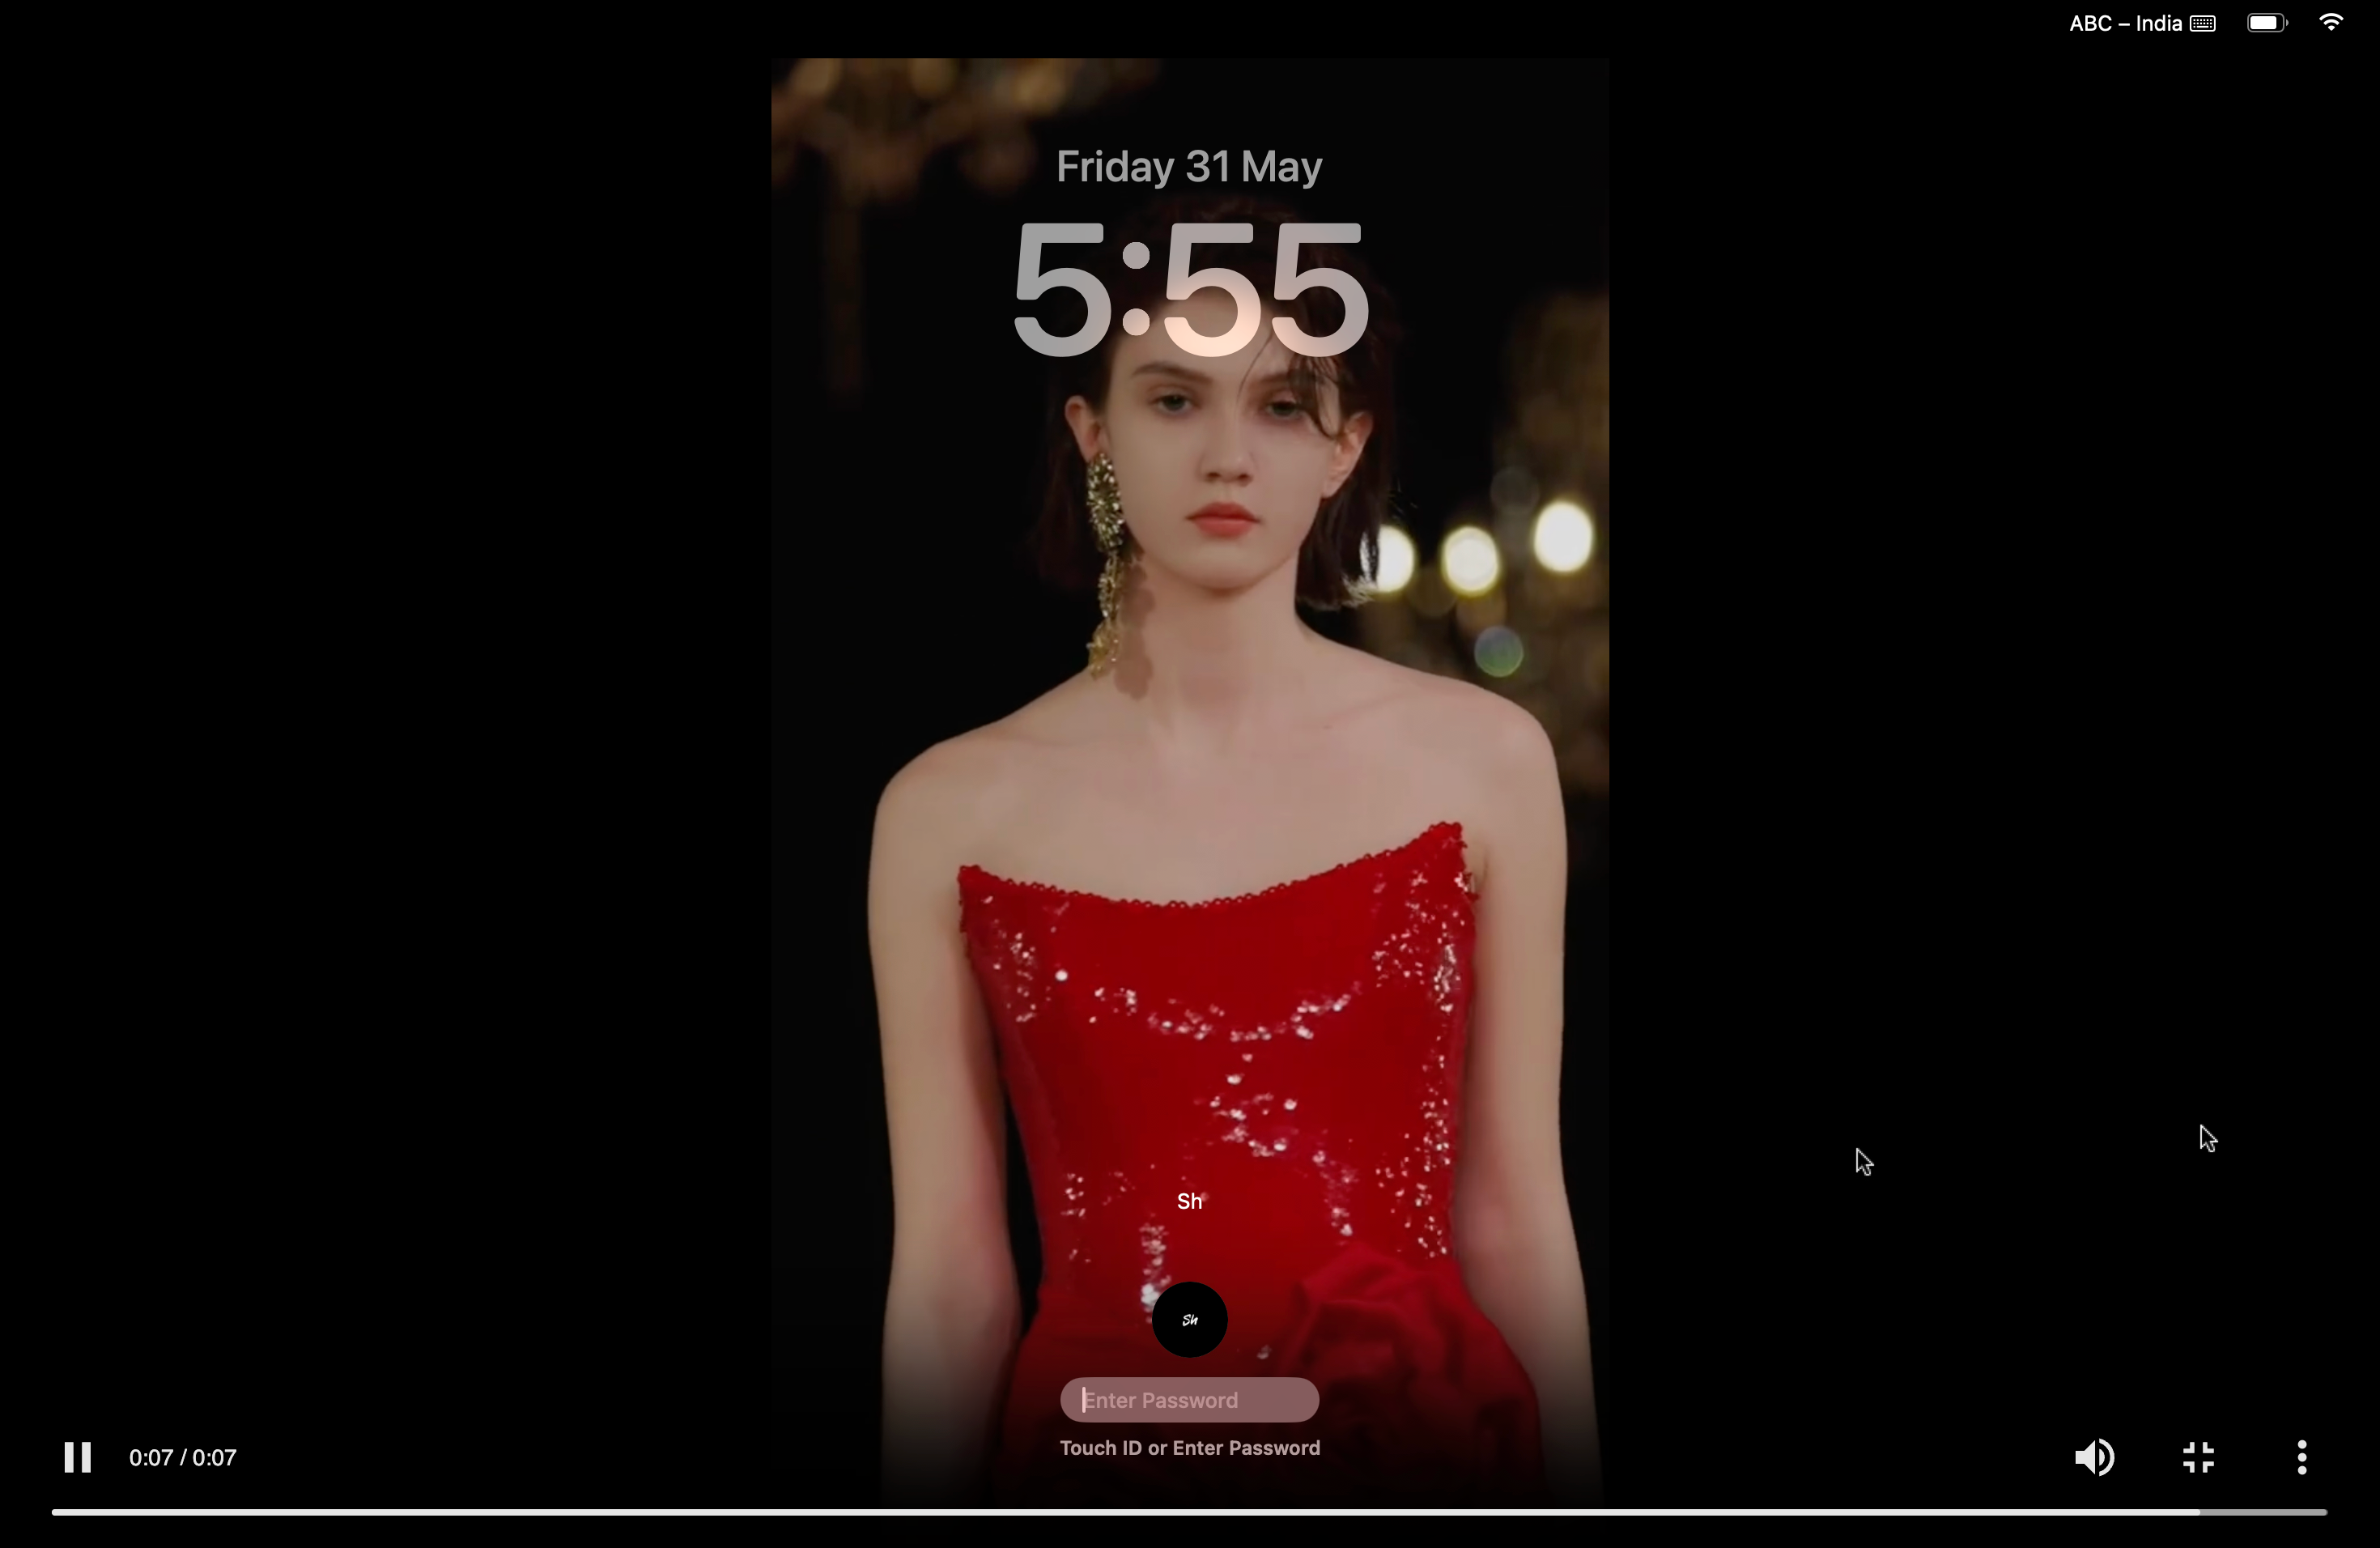 ABC – India
Friday 31 May
5:55
Sh
Sh
Enter Password
Touch ID or Enter Password
0:07 / 0:07